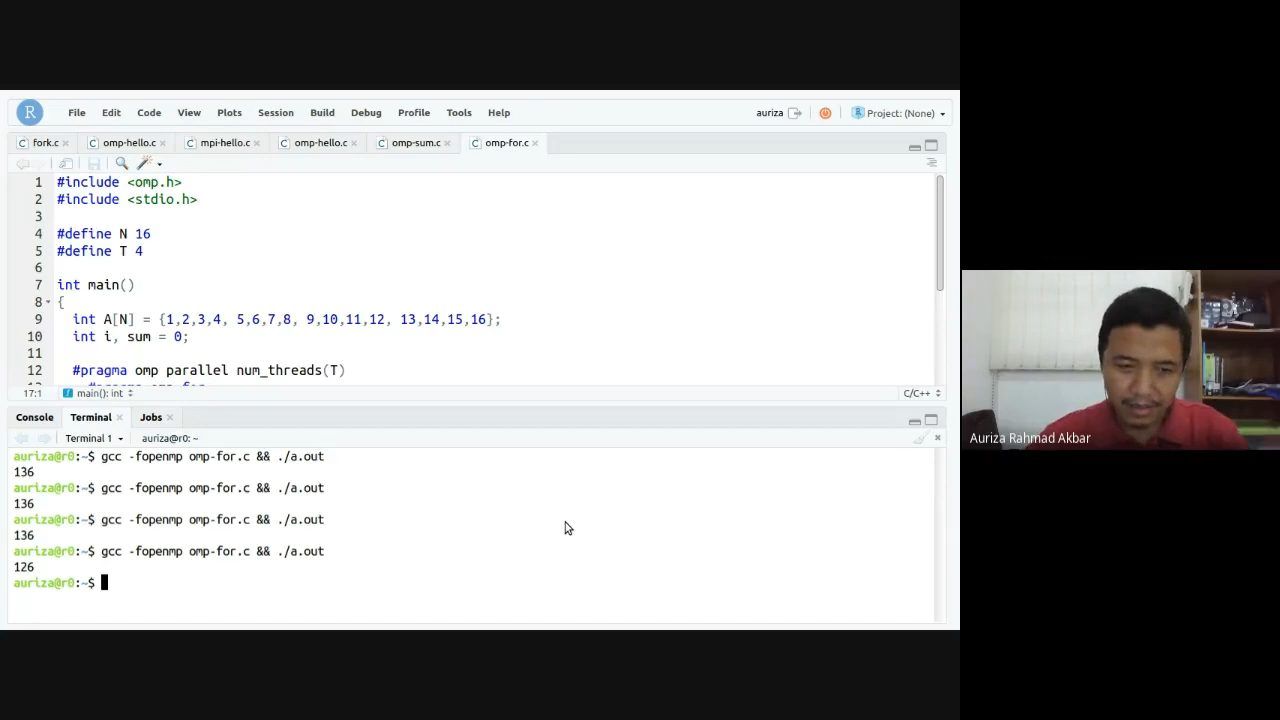 R File Edit Code View Plots Session Build Debug Profile Tools Help auriza Project: (None)
fork.c omp-hello.c mpi-hello.c omp-hello.c omp-sum.c omp-for.c
1 #include <omp.h>
2 #include <stdio.h>
3
4 #define N 16
5 #define T 4
6
7 int main()
8 {
9 int A[N] = {1,2,3,4, 5,6,7,8, 9,10,11,12, 13,14,15,16};
10 int i, sum = 0;
11
12 #pragma omp parallel num_threads(T)
17:1 main(): int C/C++
Console Terminal Jobs
Terminal 1 auriza@r0: ~
auriza@r0:~$ gcc -fopenmp omp-for.c && ./a.out
136
auriza@r0:~$ gcc -fopenmp omp-for.c && ./a.out
136
auriza@r0:~$ gcc -fopenmp omp-for.c && ./a.out
136
auriza@r0:~$ gcc -fopenmp omp-for.c && ./a.out
126
auriza@r0:~$
Auriza Rahmad Akbar